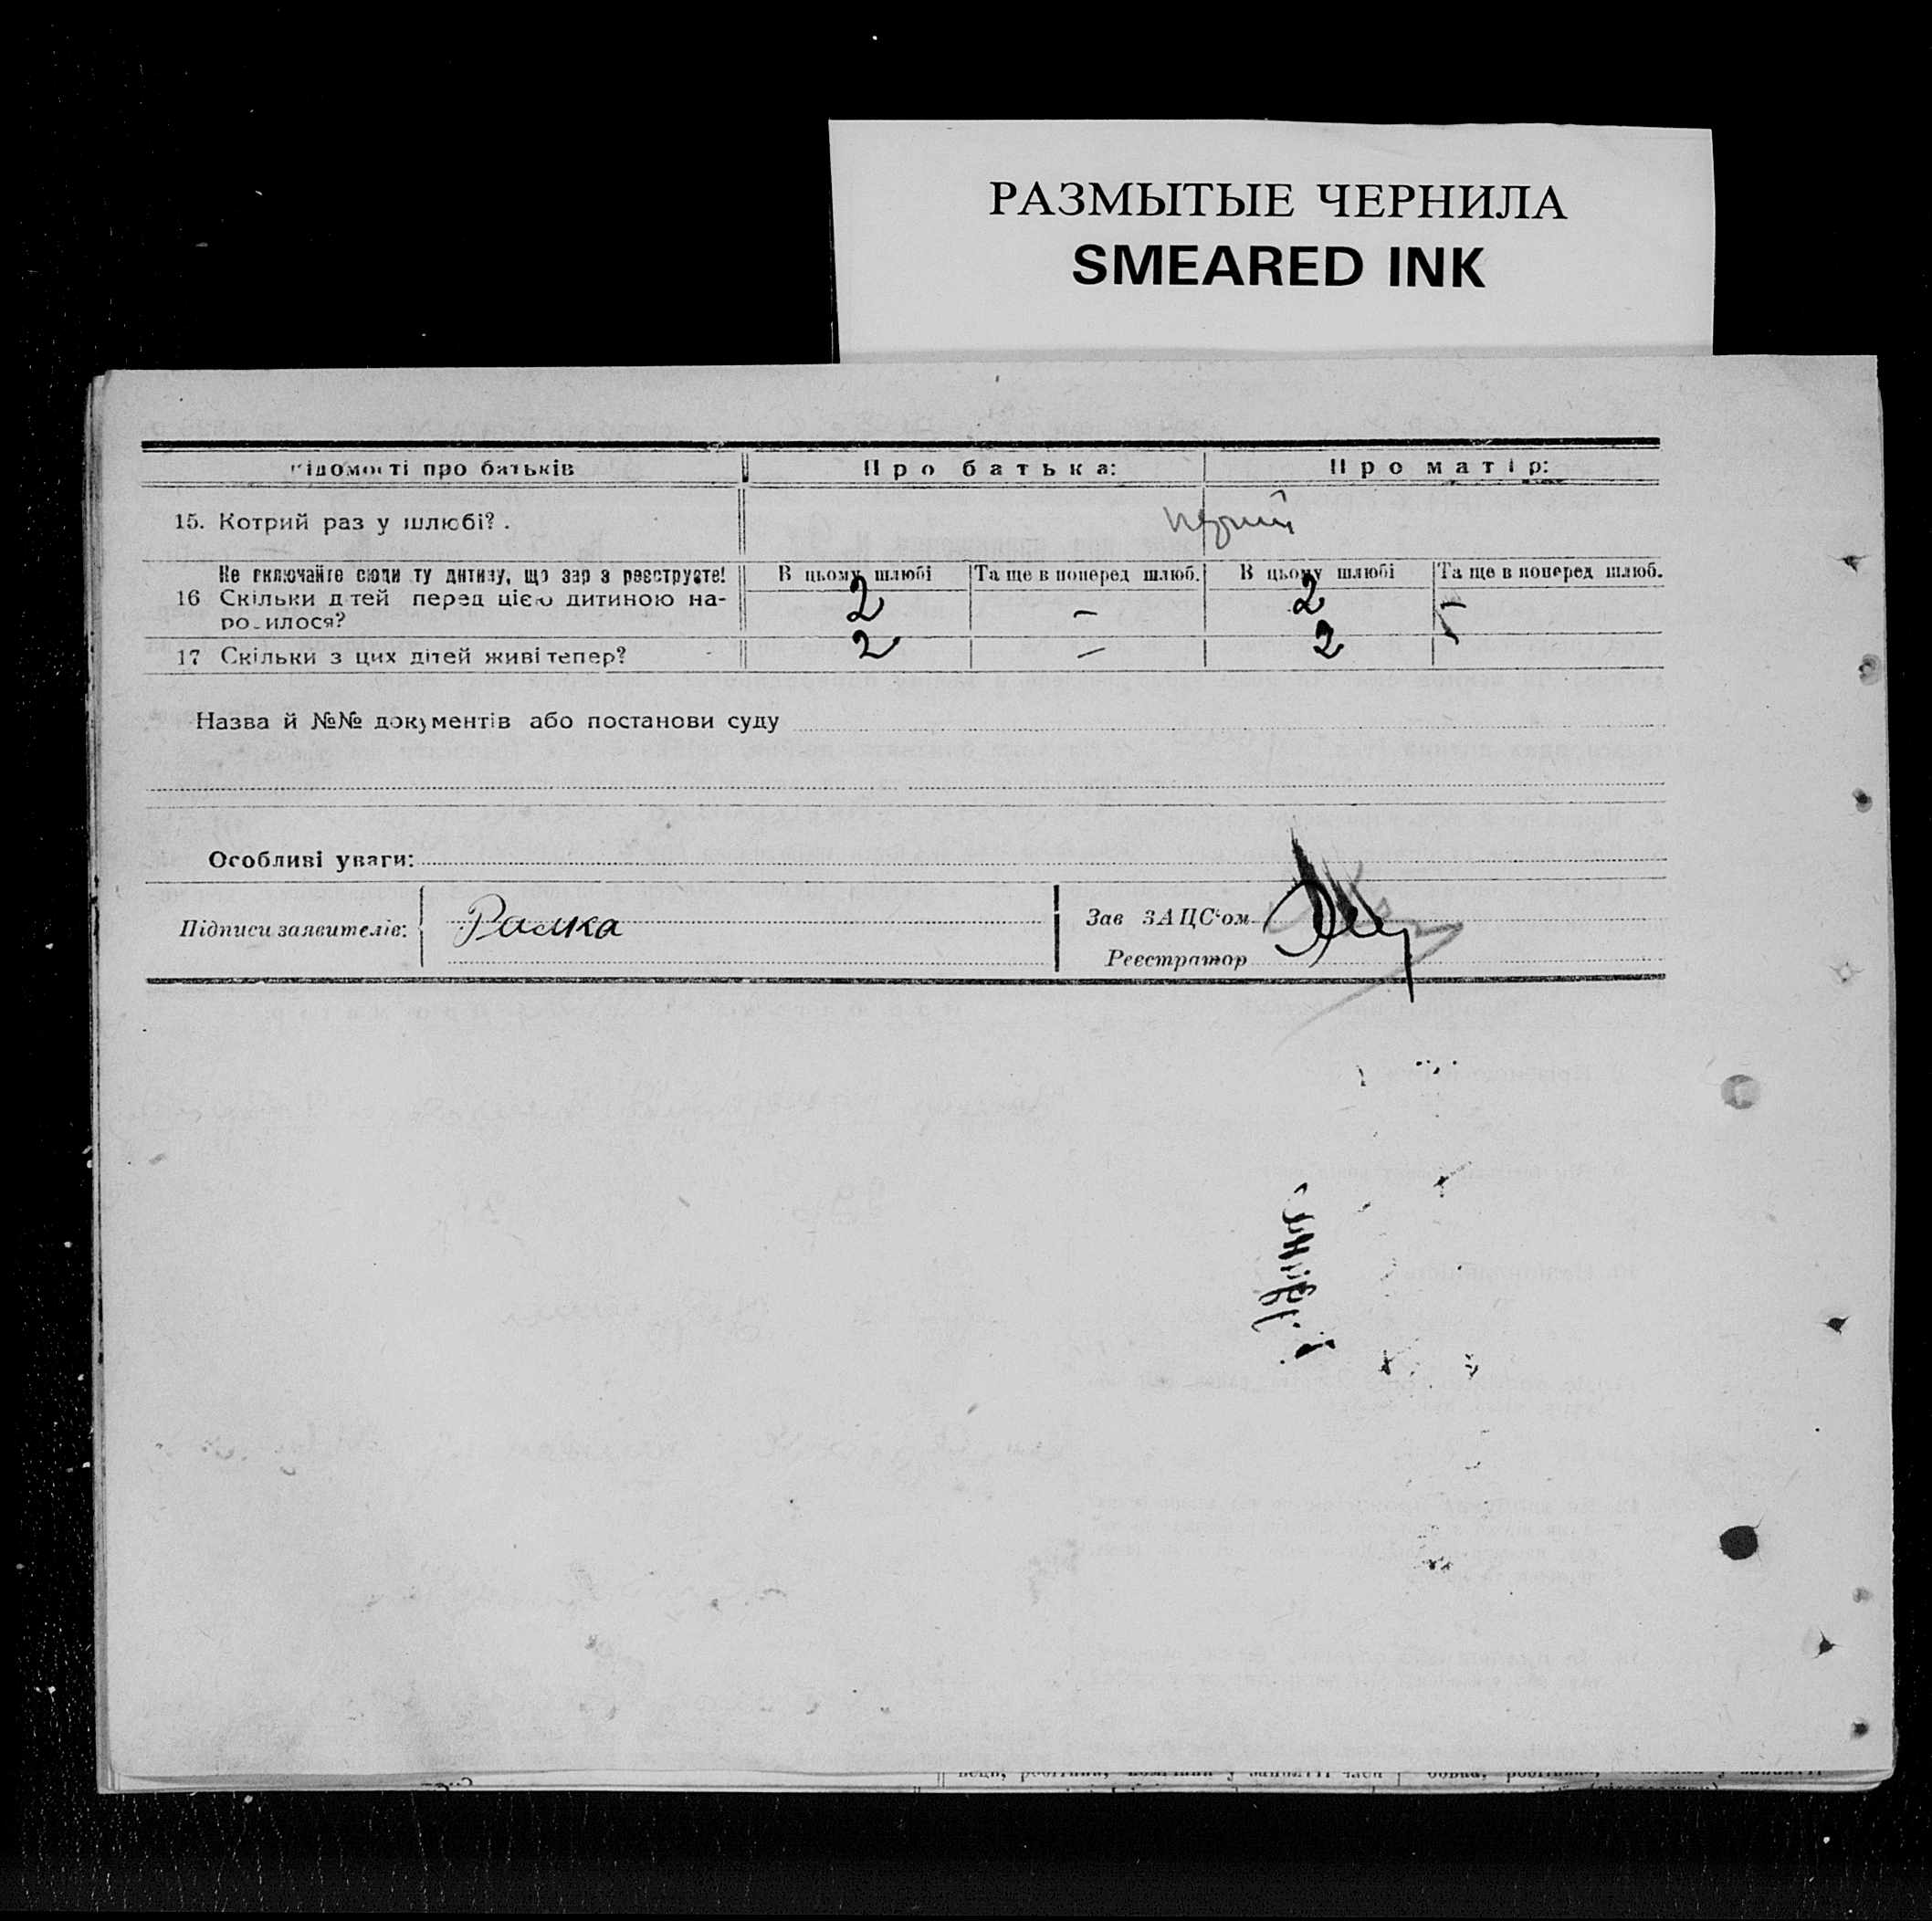 РАЗМЫТЫЕ ЧЕРНИЛА
SMEARED INK
Відомості про батьків Про батька: Про матір:
15. Котрий раз у шлюбі?. перший
Не включайте сюди ту дитину, що зараз реєструєте! В цьому шлюбі Та ще в поперед шлюб. В цьому шлюбі Та ще в поперед шлюб.
16 Скільки дітей перед цією дитиною на-
родилося? 2 — 2 —
17 Скільки з цих дітей живі тепер? 2 — 2
Назва й №№ документів або постанови суду
Особливі уваги:
Підписи заявителів: Зав ЗАЦС'ом
Реєстратор